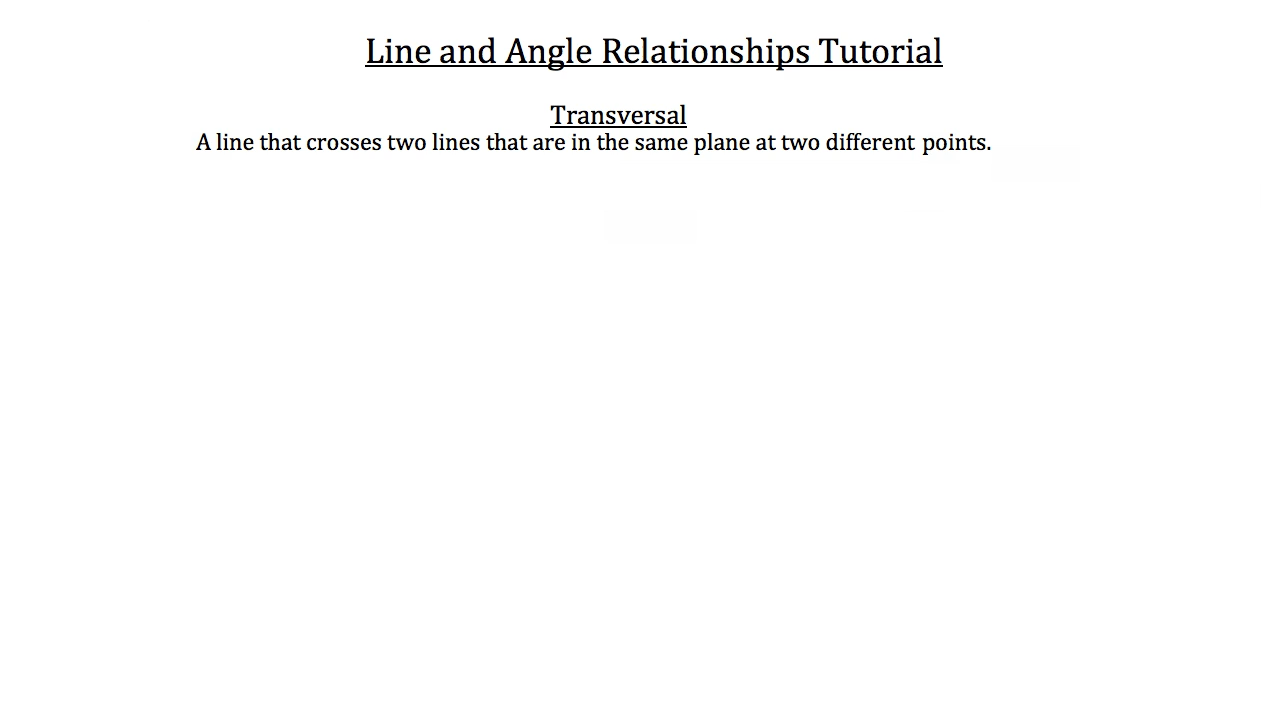 Line and Angle Relationships Tutorial
Transversal
A line that crosses two lines that are in the same plane at two different points.